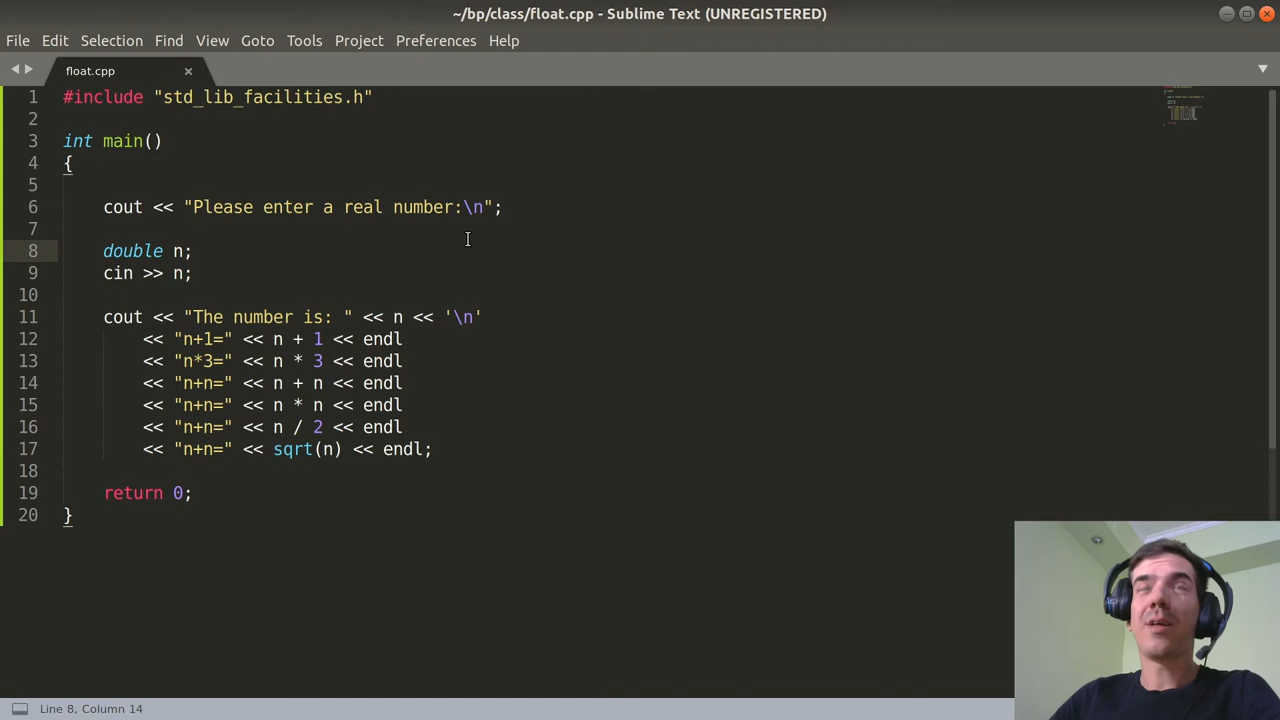 ~/bp/class/float.cpp - Sublime Text (UNREGISTERED)
File Edit Selection Find View Goto Tools Project Preferences Help
float.cpp
1 #include "std_lib_facilities.h"
2
3 int main()
4 {
5
6 cout << "Please enter a real number:\n";
7
8 double n;
9 cin >> n;
10
11 cout << "The number is: " << n << '\n'
12 << "n+1=" << n + 1 << endl
13 << "n*3=" << n * 3 << endl
14 << "n+n=" << n + n << endl
15 << "n+n=" << n * n << endl
16 << "n+n=" << n / 2 << endl
17 << "n+n=" << sqrt(n) << endl;
18
19 return 0;
20 }
Line 8, Column 14